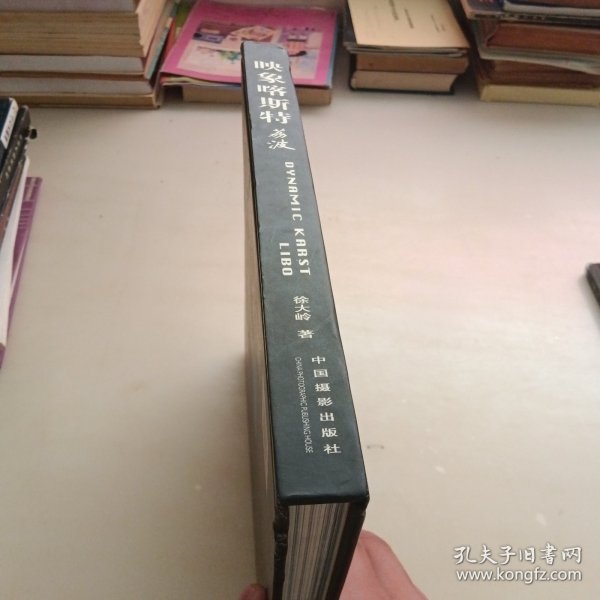 映象喀斯特
荔波
DYNAMIC KARST
LIBO
徐大岭 著
中国摄影出版社
CHINA PHOTOGRAPHIC PUBLISHING HOUSE
孔夫子旧书网
www.kongfz.com